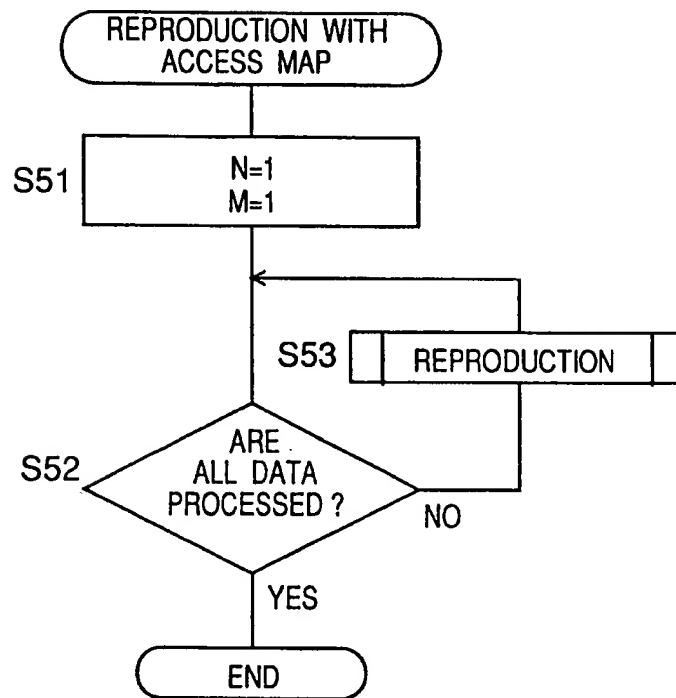 REPRODUCTION WITH
ACCESS MAP
S51
N=1
M=1
S53
REPRODUCTION
S52
ARE
ALL DATA
PROCESSED ?
NO
YES
END